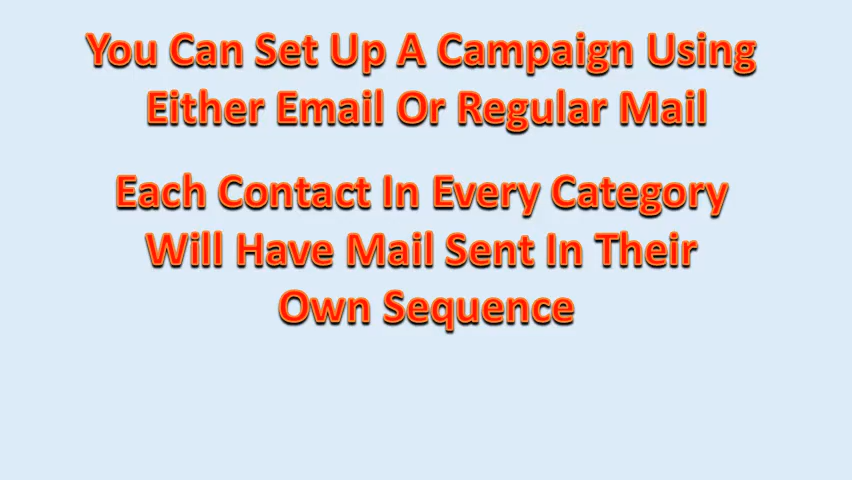 You Can Set Up A Campaign Using
Either Email Or Regular Mail
Each Contact In Every Category
Will Have Mail Sent In Their
Own Sequence